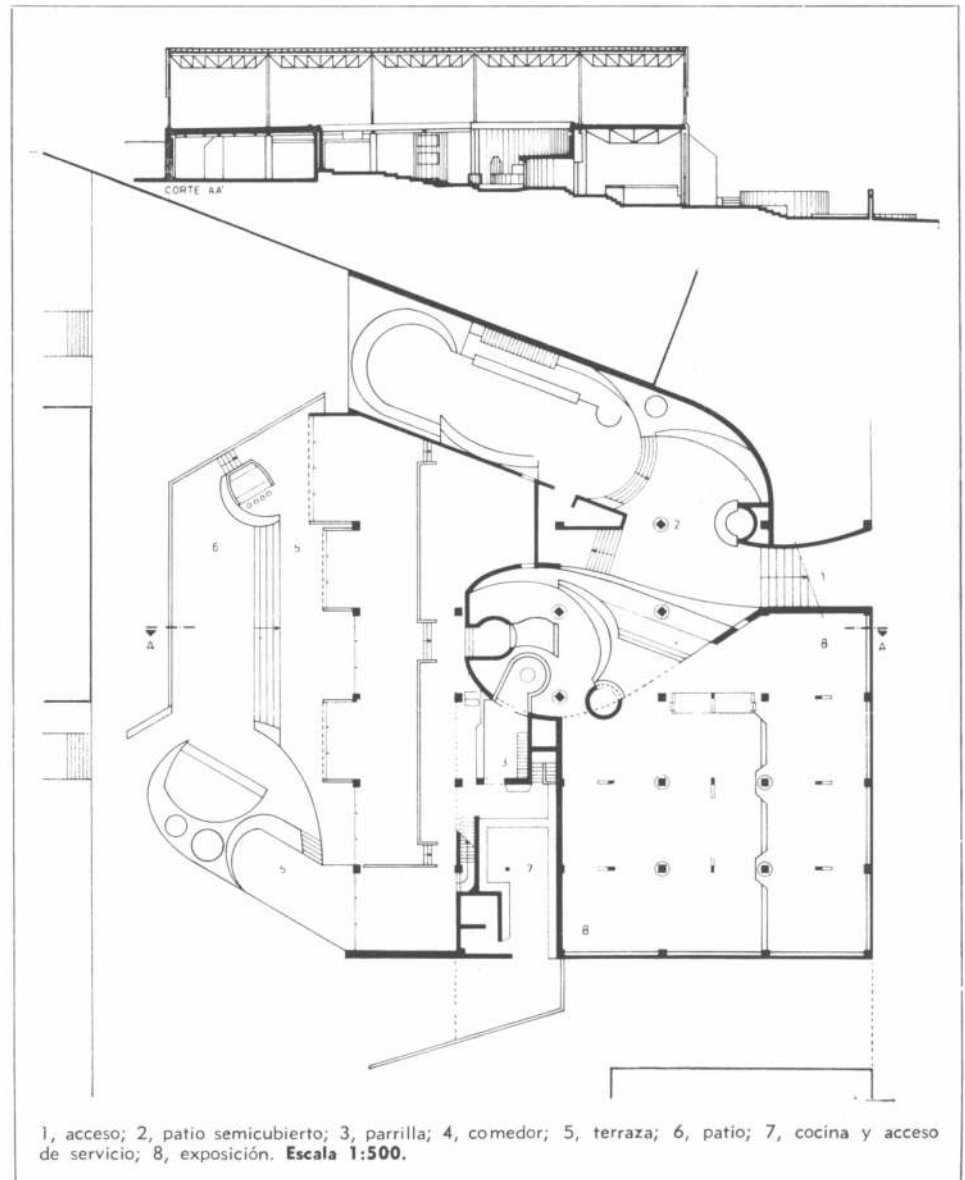 CORTE AA'
2
1
6
5
A
8
A
3
7
5
8
1, acceso; 2, patio semicubierto; 3, parrilla; 4, comedor; 5, terraza; 6, patio; 7, cocina y acceso
de servicio; 8, exposición. Escala 1:500.